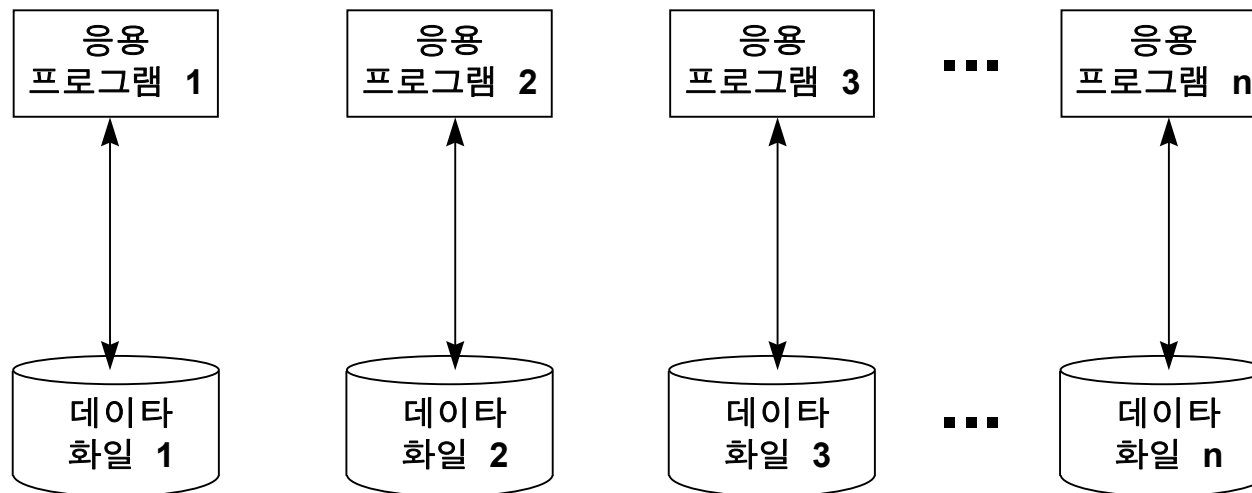 응용
프로그램 1
응용
프로그램 2
응용
프로그램 3
...
응용
프로그램 n
데이타
화일 1
데이타
화일 2
데이타
화일 3
...
데이타
화일 n